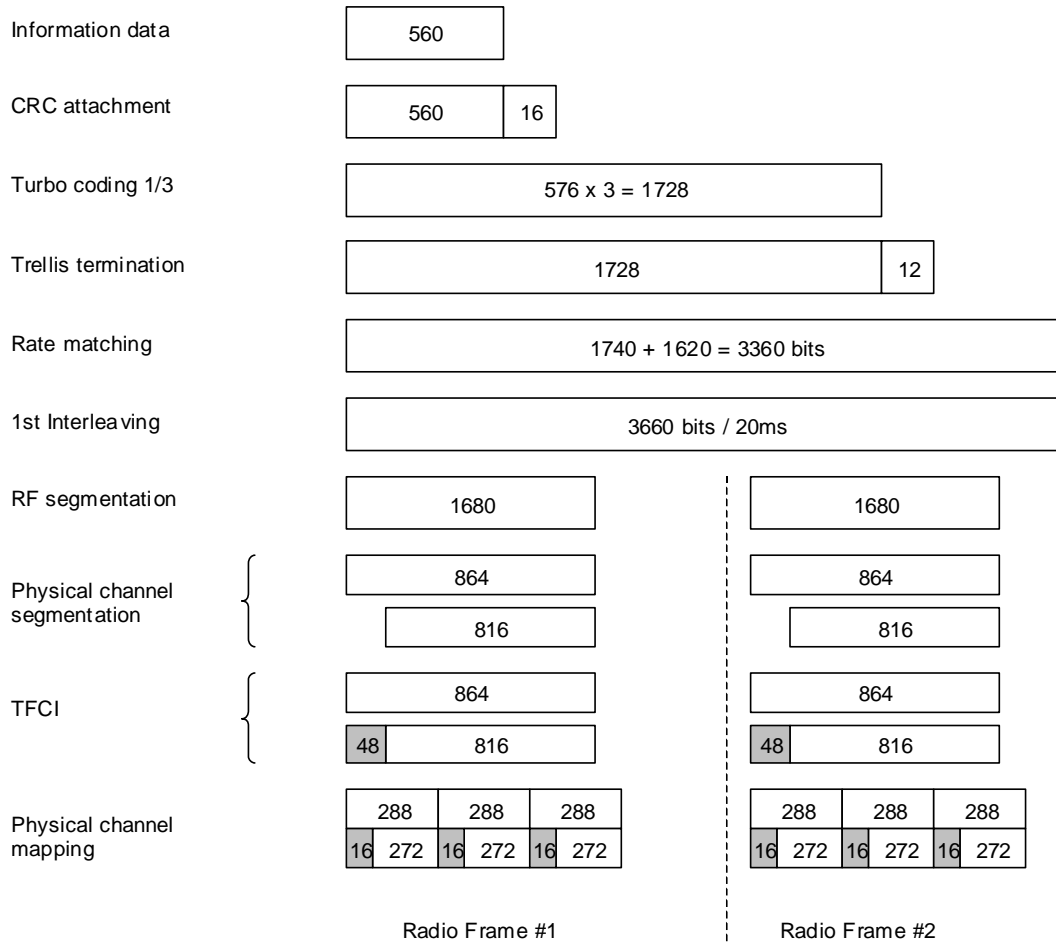 Information data
560
CRC attachment
560 16
Turbo coding 1/3
576 x 3 = 1728
Trellis termination
1728 12
Rate matching
1740 + 1620 = 3360 bits
1st Interleaving
3660 bits / 20ms
RF segmentation
1680 1680
Physical channel
segmentation
864 864
816 816
TFCI
864 864
48 816 48 816
Physical channel
mapping
288 288 288 288 288 288
16 272 16 272 16 272 16 272 16 272 16 272
Radio Frame #1 Radio Frame #2